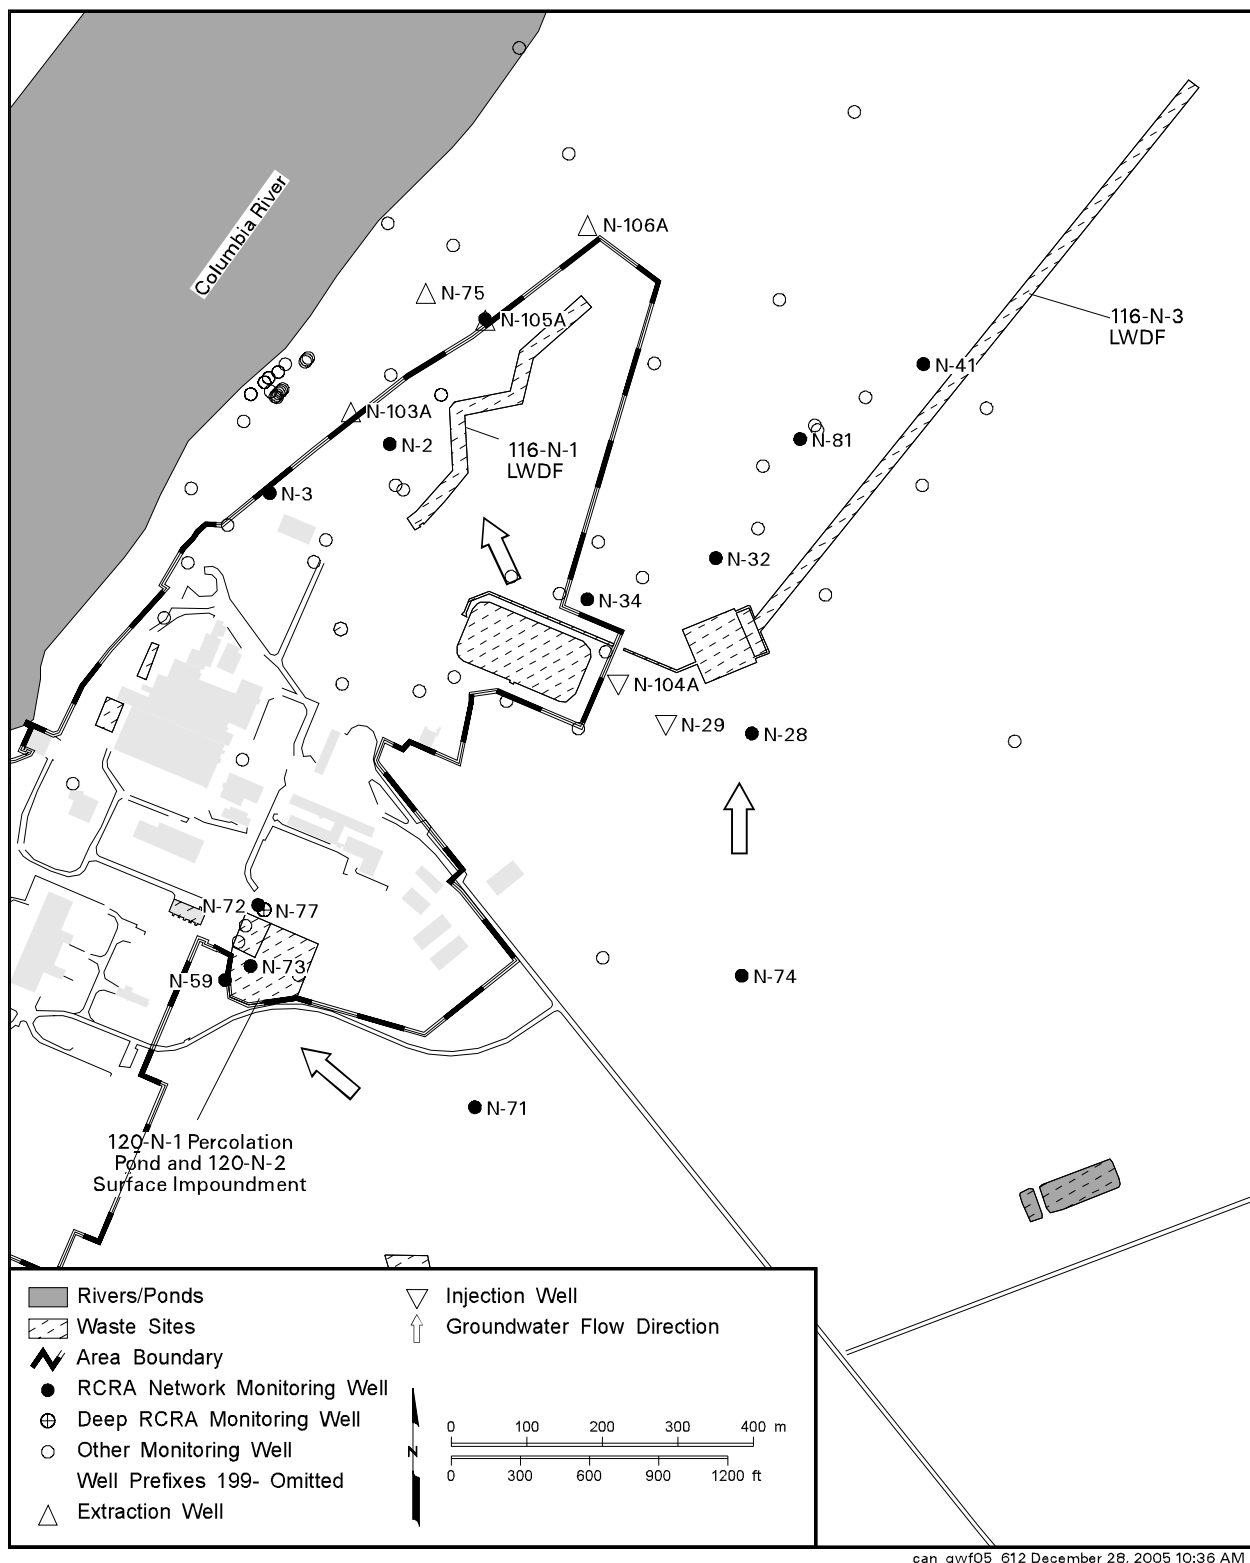 Columbia River
N-106A
N-75
N-105A
116-N-3
LWDF
N-41
N-103A
N-2
116-N-1
LWDF
N-81
N-3
N-32
N-34
N-104A
N-29
N-28
N-72
N-77
N-73
N-59
N-74
N-71
120-N-1 Percolation
Pond and 120-N-2
Surface Impoundment
Rivers/Ponds
Waste Sites
Area Boundary
RCRA Network Monitoring Well
Deep RCRA Monitoring Well
Other Monitoring Well
Well Prefixes 199- Omitted
Extraction Well
Injection Well
Groundwater Flow Direction
N
0 100 200 300 400 m
0 300 600 900 1200 ft
can_gwf05_612 December 28, 2005 10:36 AM